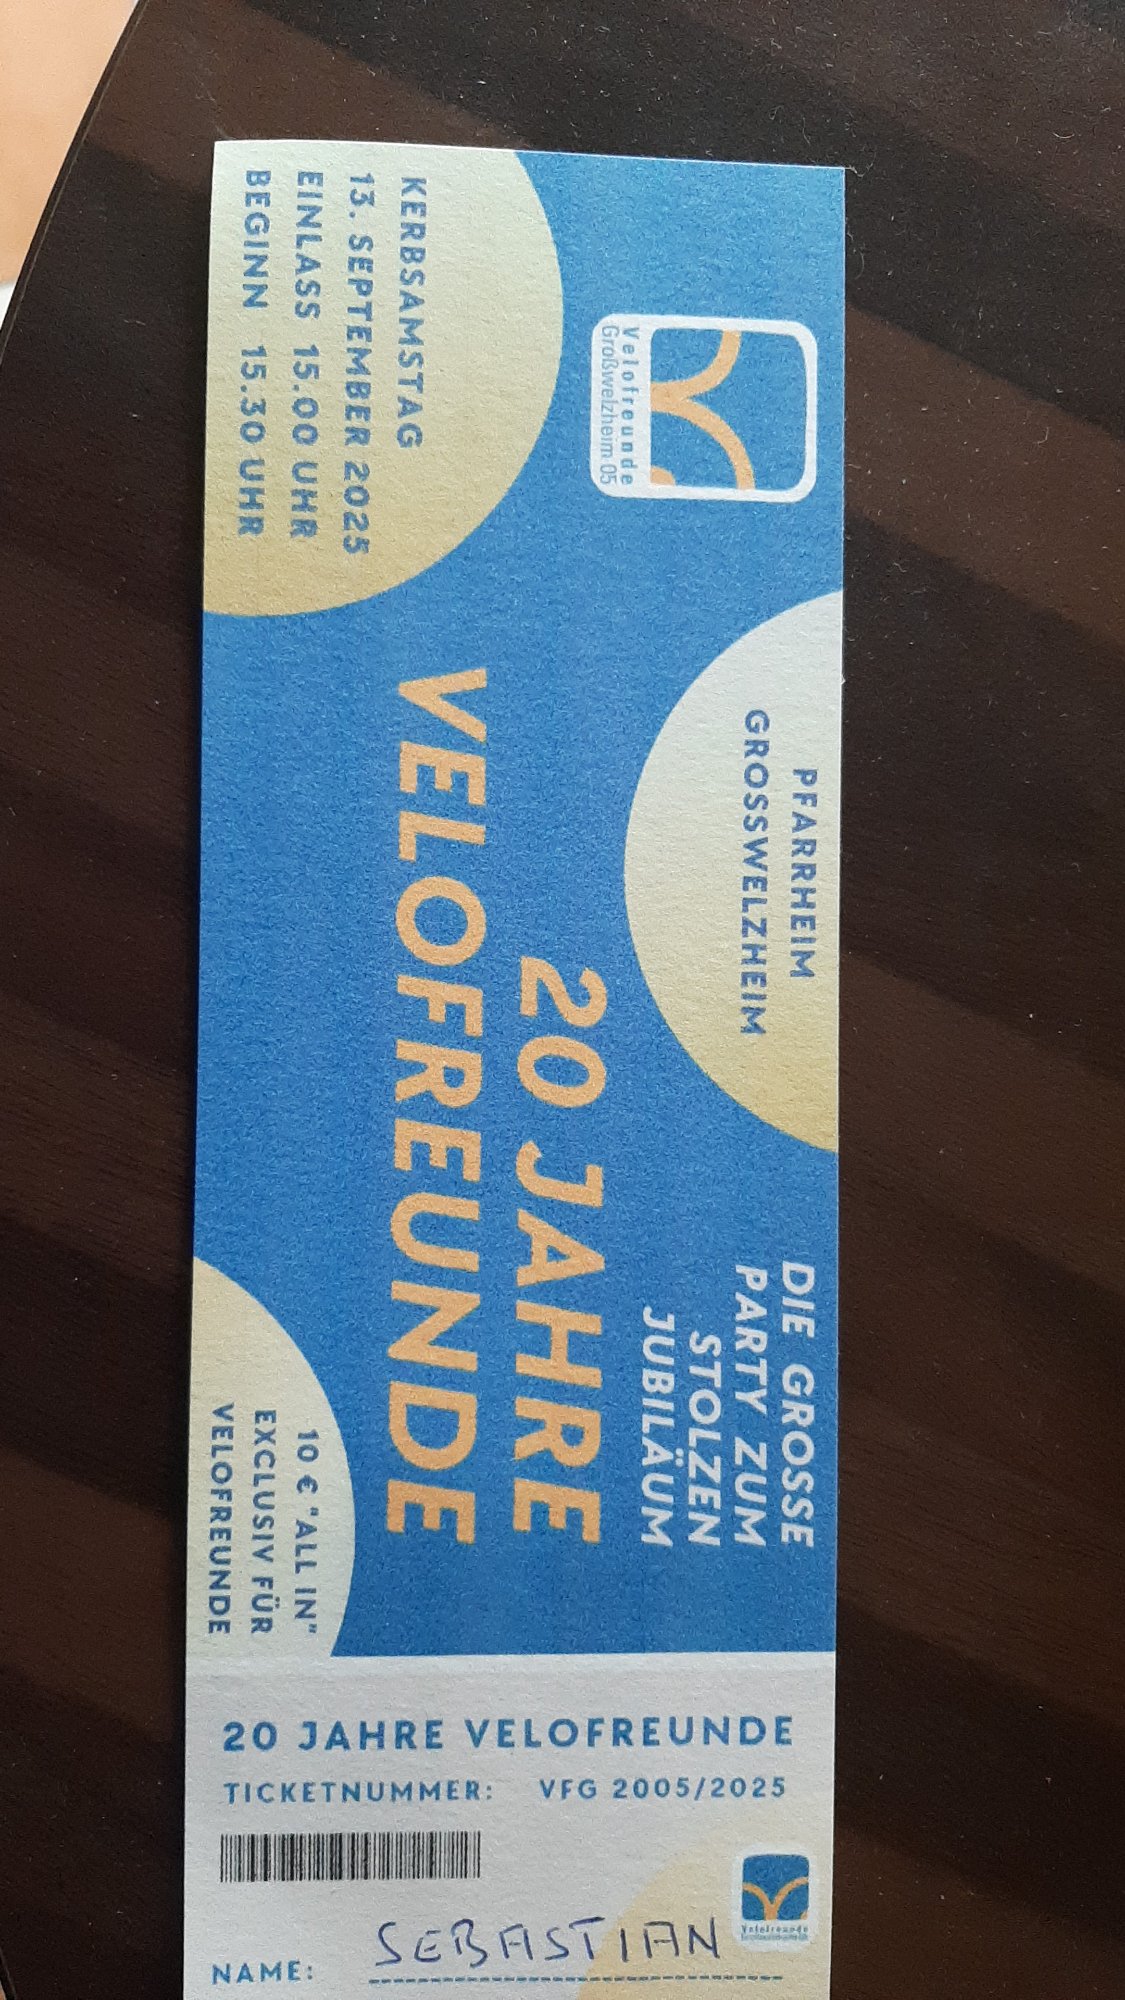 Velofreunde
Großwelzheim 05
PFARRHEIM
GROSSWELZHEIM
DIE GROSSE
PARTY ZUM
STOLZEN
JUBILÄUM
20 JAHRE
VELOFREUNDE
KERBSAMSTAG
13. SEPTEMBER 2025
EINLASS 15.00 UHR
BEGINN 15.30 UHR
10 € "ALL IN"
EXCLUSIV FÜR
VELOFREUNDE
20 JAHRE VELOFREUNDE
TICKETNUMMER: VFG 2005/2025
Velofreunde
NAME: SEBASTIAN